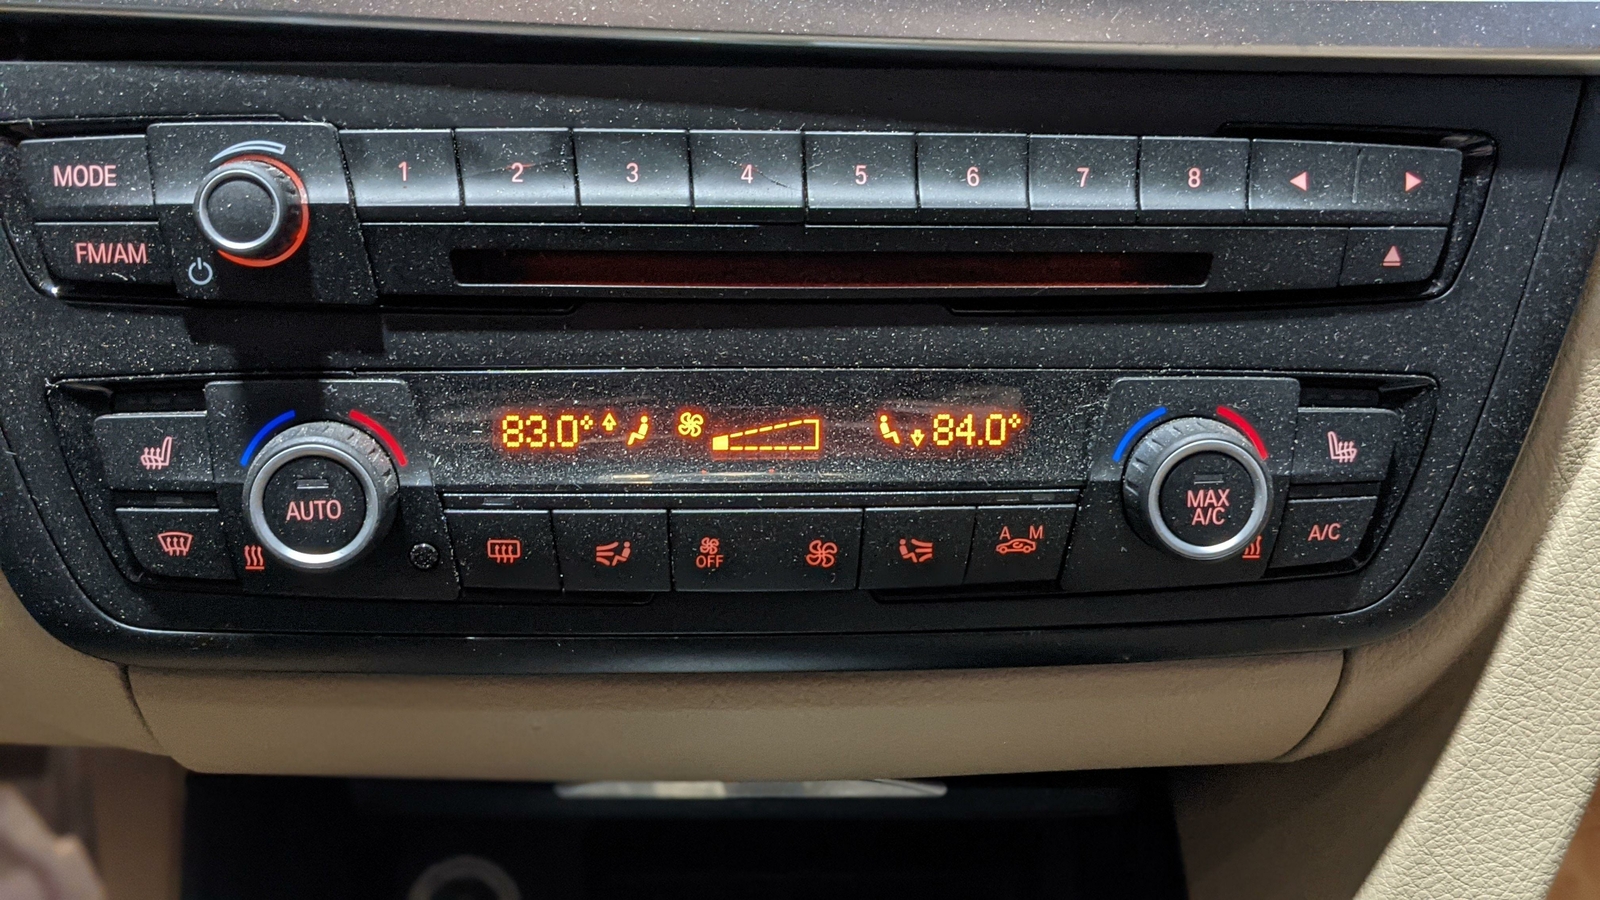 MODE
1 2 3 4 5 6 7 8
FM/AM
83.0° 84.0°
AUTO
MAX
A/C
A/C
OFF
A M